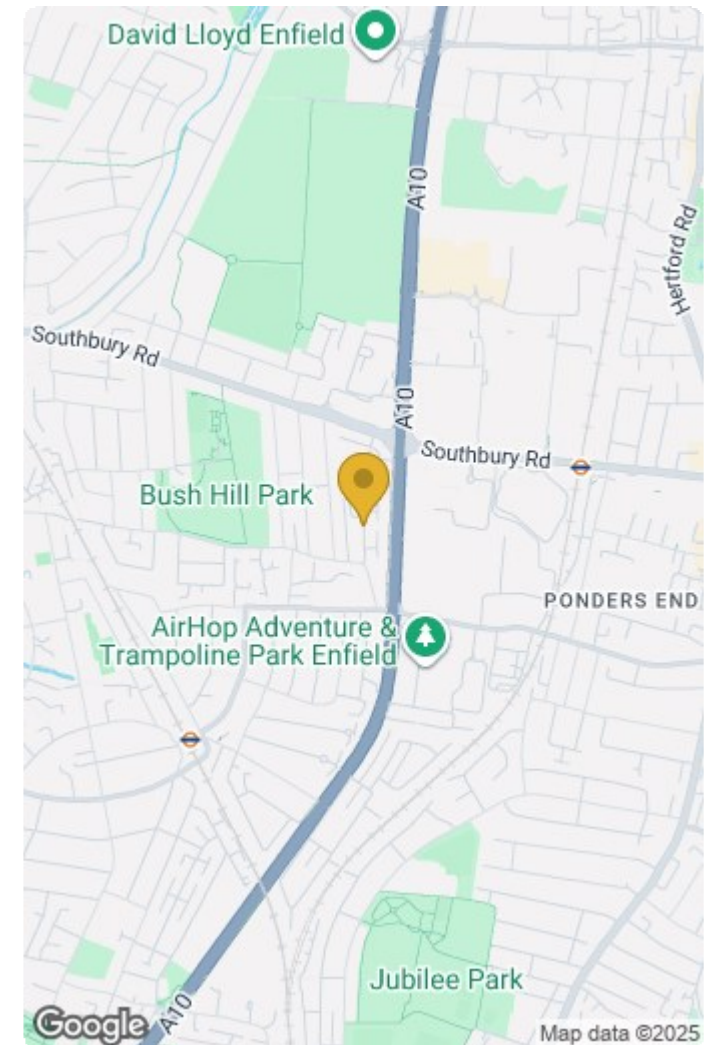 David Lloyd Enfield
A10
Hertford Rd
Southbury Rd
A10
Southbury Rd
Bush Hill Park
PONDERS END
AirHop Adventure &
Trampoline Park Enfield
Jubilee Park
A10
Google
Map data ©2025